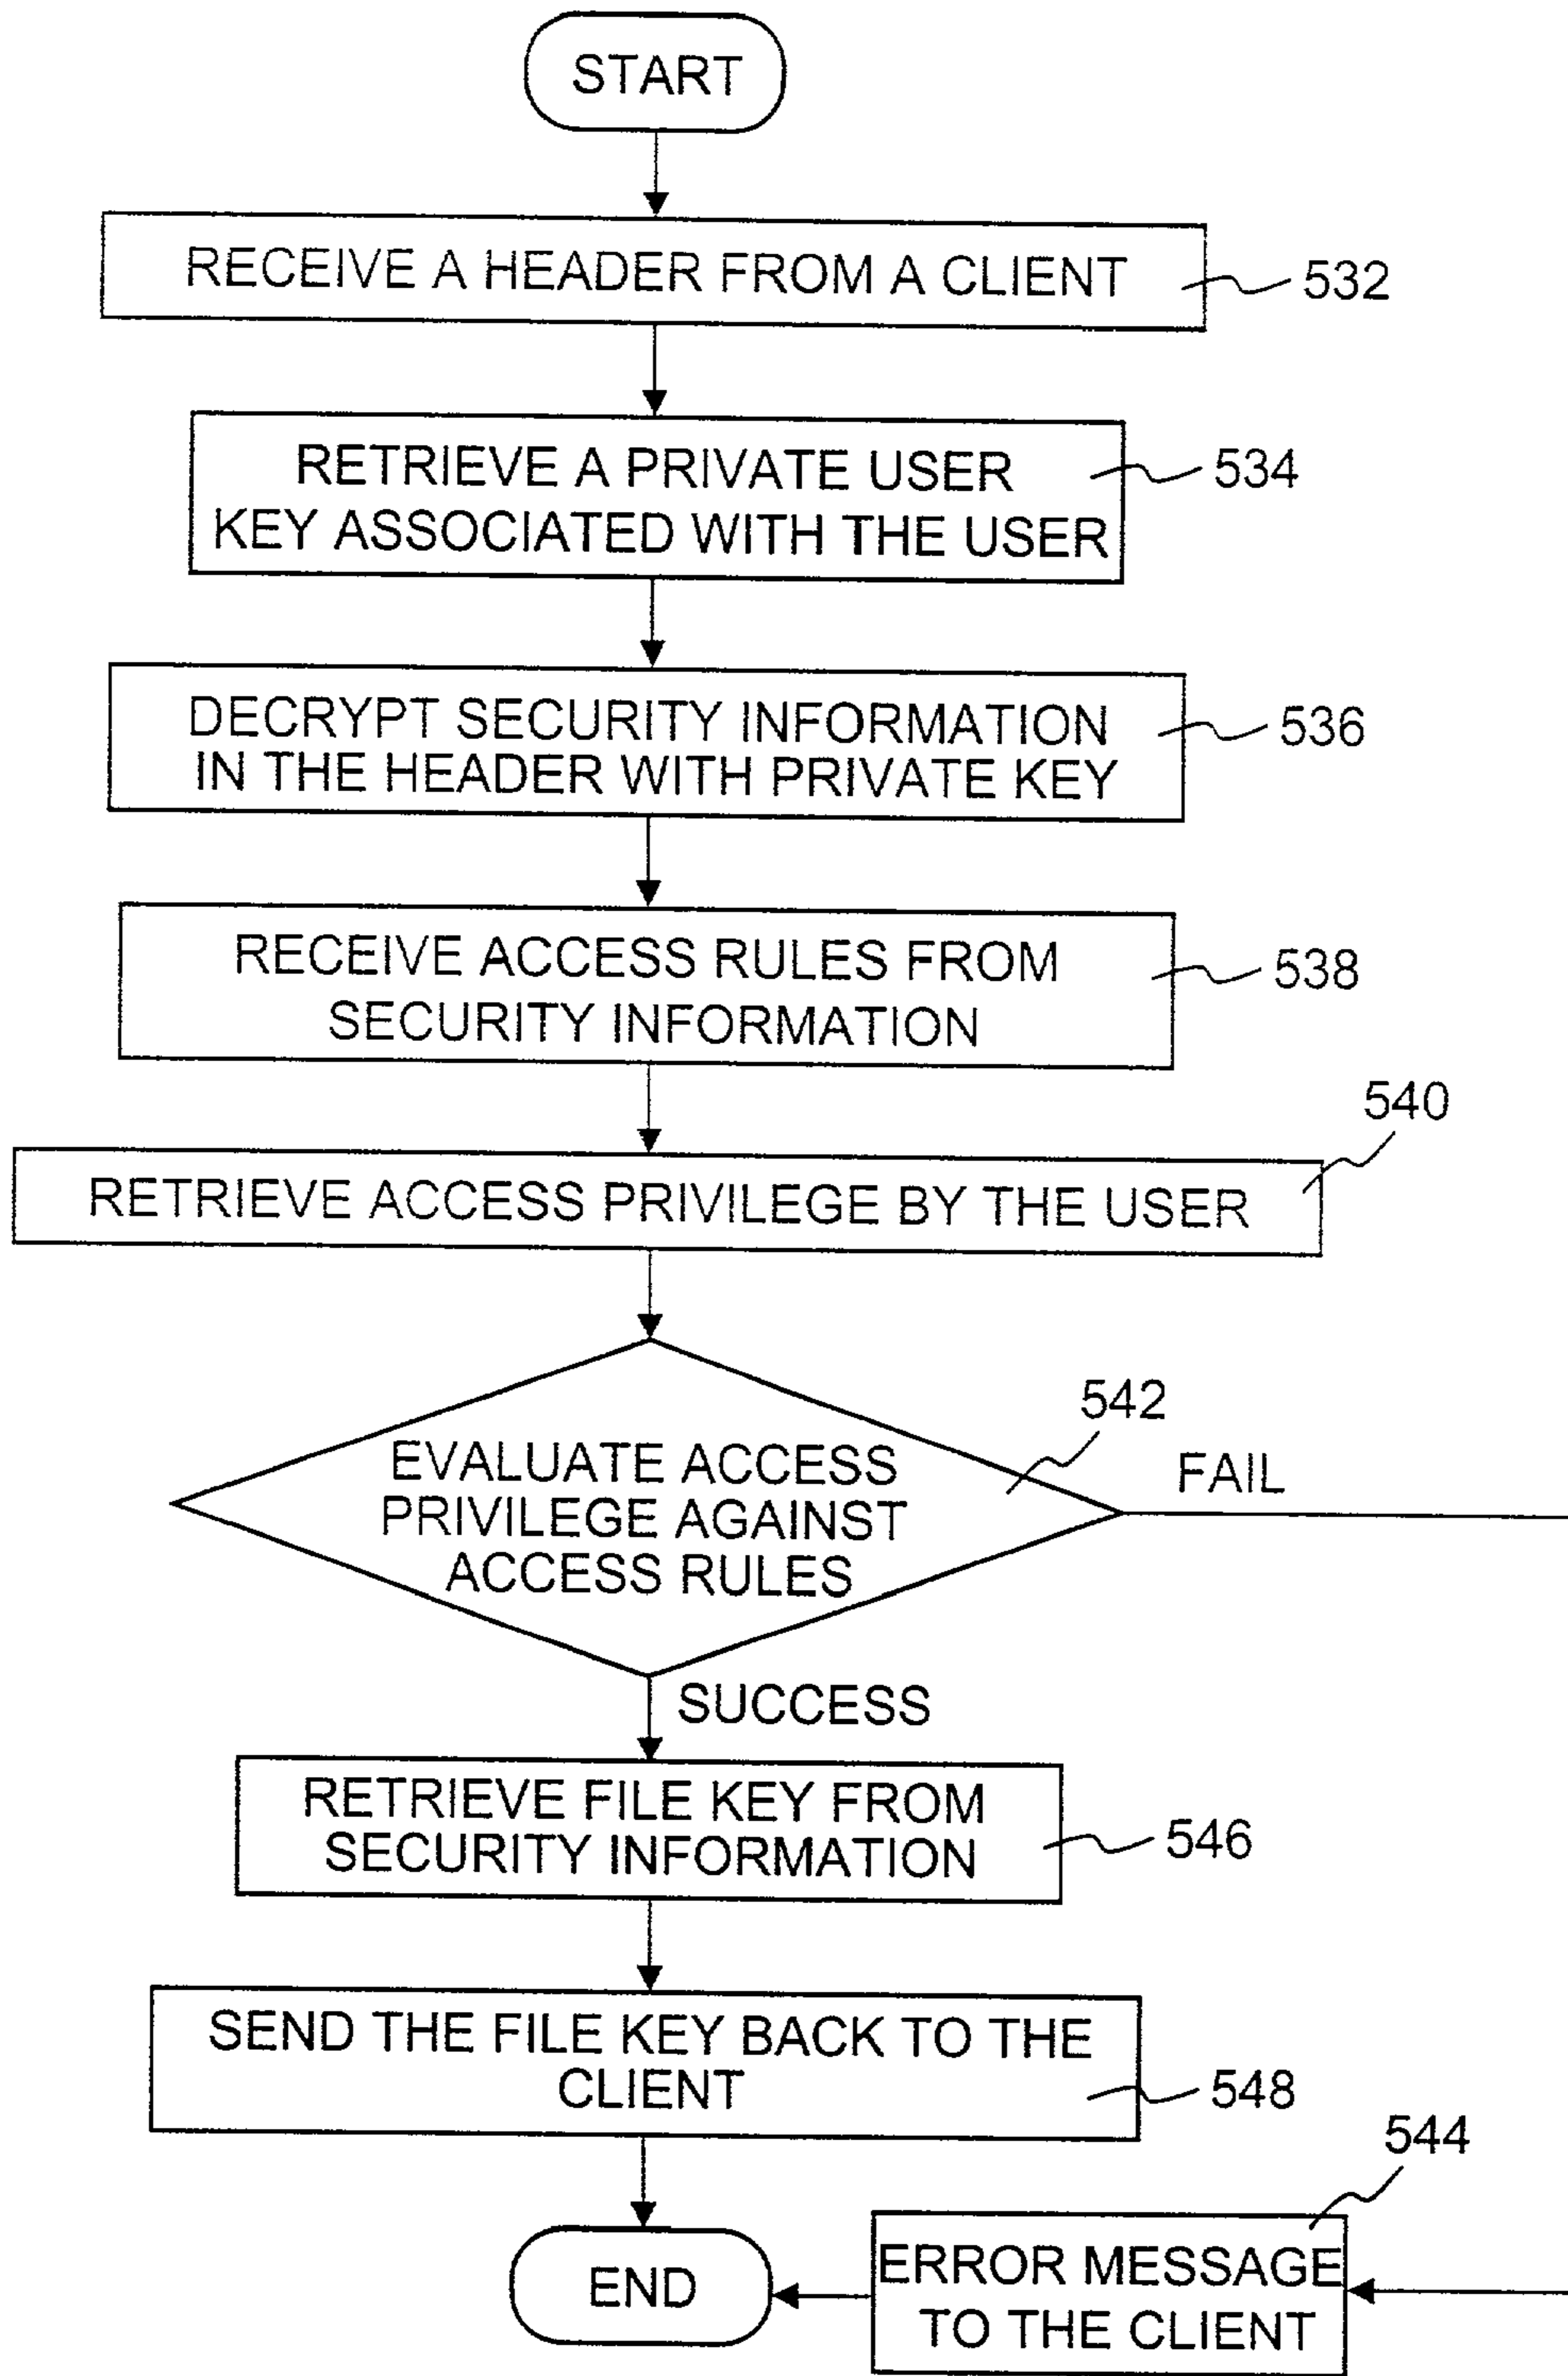 START
RECEIVE A HEADER FROM A CLIENT
532
RETRIEVE A PRIVATE USER
KEY ASSOCIATED WITH THE USER
534
DECRYPT SECURITY INFORMATION
IN THE HEADER WITH PRIVATE KEY
536
RECEIVE ACCESS RULES FROM
SECURITY INFORMATION
538
540
RETRIEVE ACCESS PRIVILEGE BY THE USER
542
EVALUATE ACCESS
PRIVILEGE AGAINST
ACCESS RULES
FAIL
SUCCESS
RETRIEVE FILE KEY FROM
SECURITY INFORMATION
546
SEND THE FILE KEY BACK TO THE
CLIENT
548
544
ERROR MESSAGE
TO THE CLIENT
END